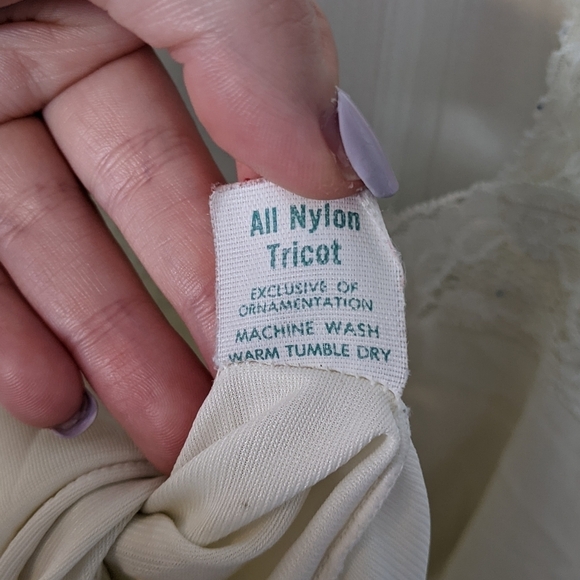 All Nylon
Tricot
EXCLUSIVE OF
ORNAMENTATION
MACHINE WASH
WARM TUMBLE DRY